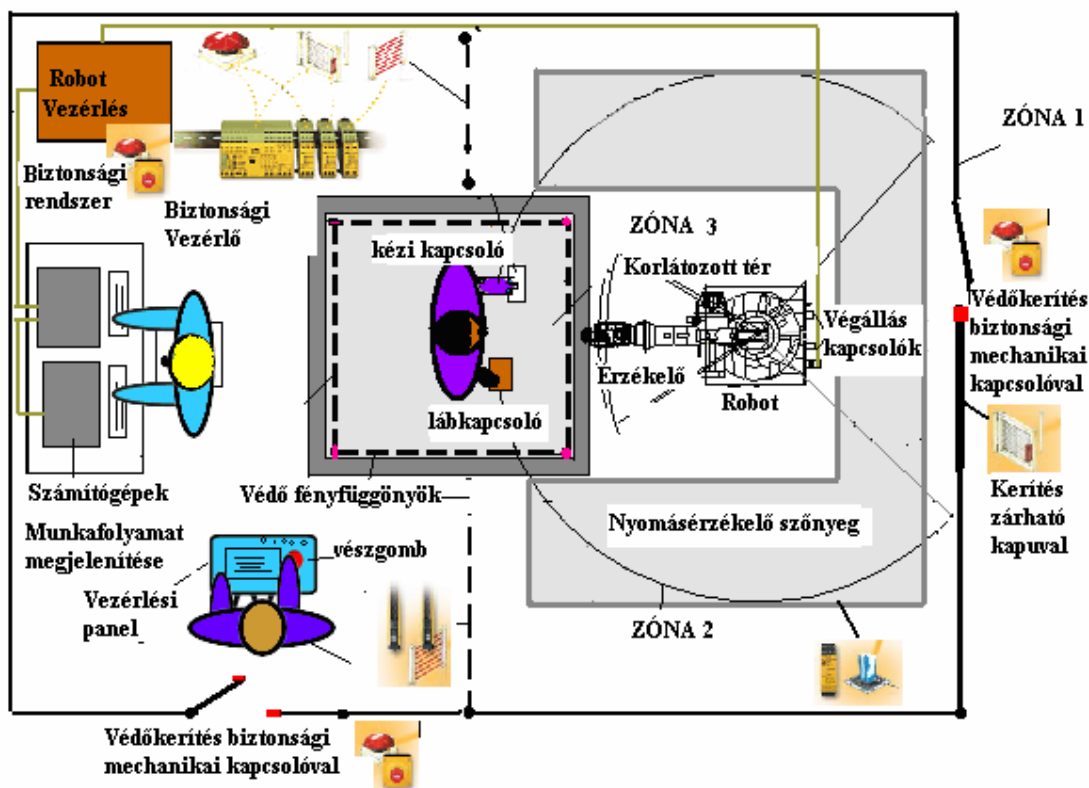 Robot
Vezérlés
Biztonsági
rendszer
Biztonsági
Vezérlő
ZÓNA 1
kézi kapcsoló
ZÓNA 3
Korlátozott tér
Végállás
kapcsolók
Érzékelő
Robot
Védőkerítés
biztonsági
mechanikai
kapcsolóval
lábkapcsoló
Számítógépek
Védő fényfüggönyök
Kerítés
zárható
kapuval
Munkafolyamat
megjelenítése
vészgomb
Nyomásérzékelő szőnyeg
Vezérlési
panel
ZÓNA 2
Védőkerítés biztonsági
mechanikai kapcsolóval